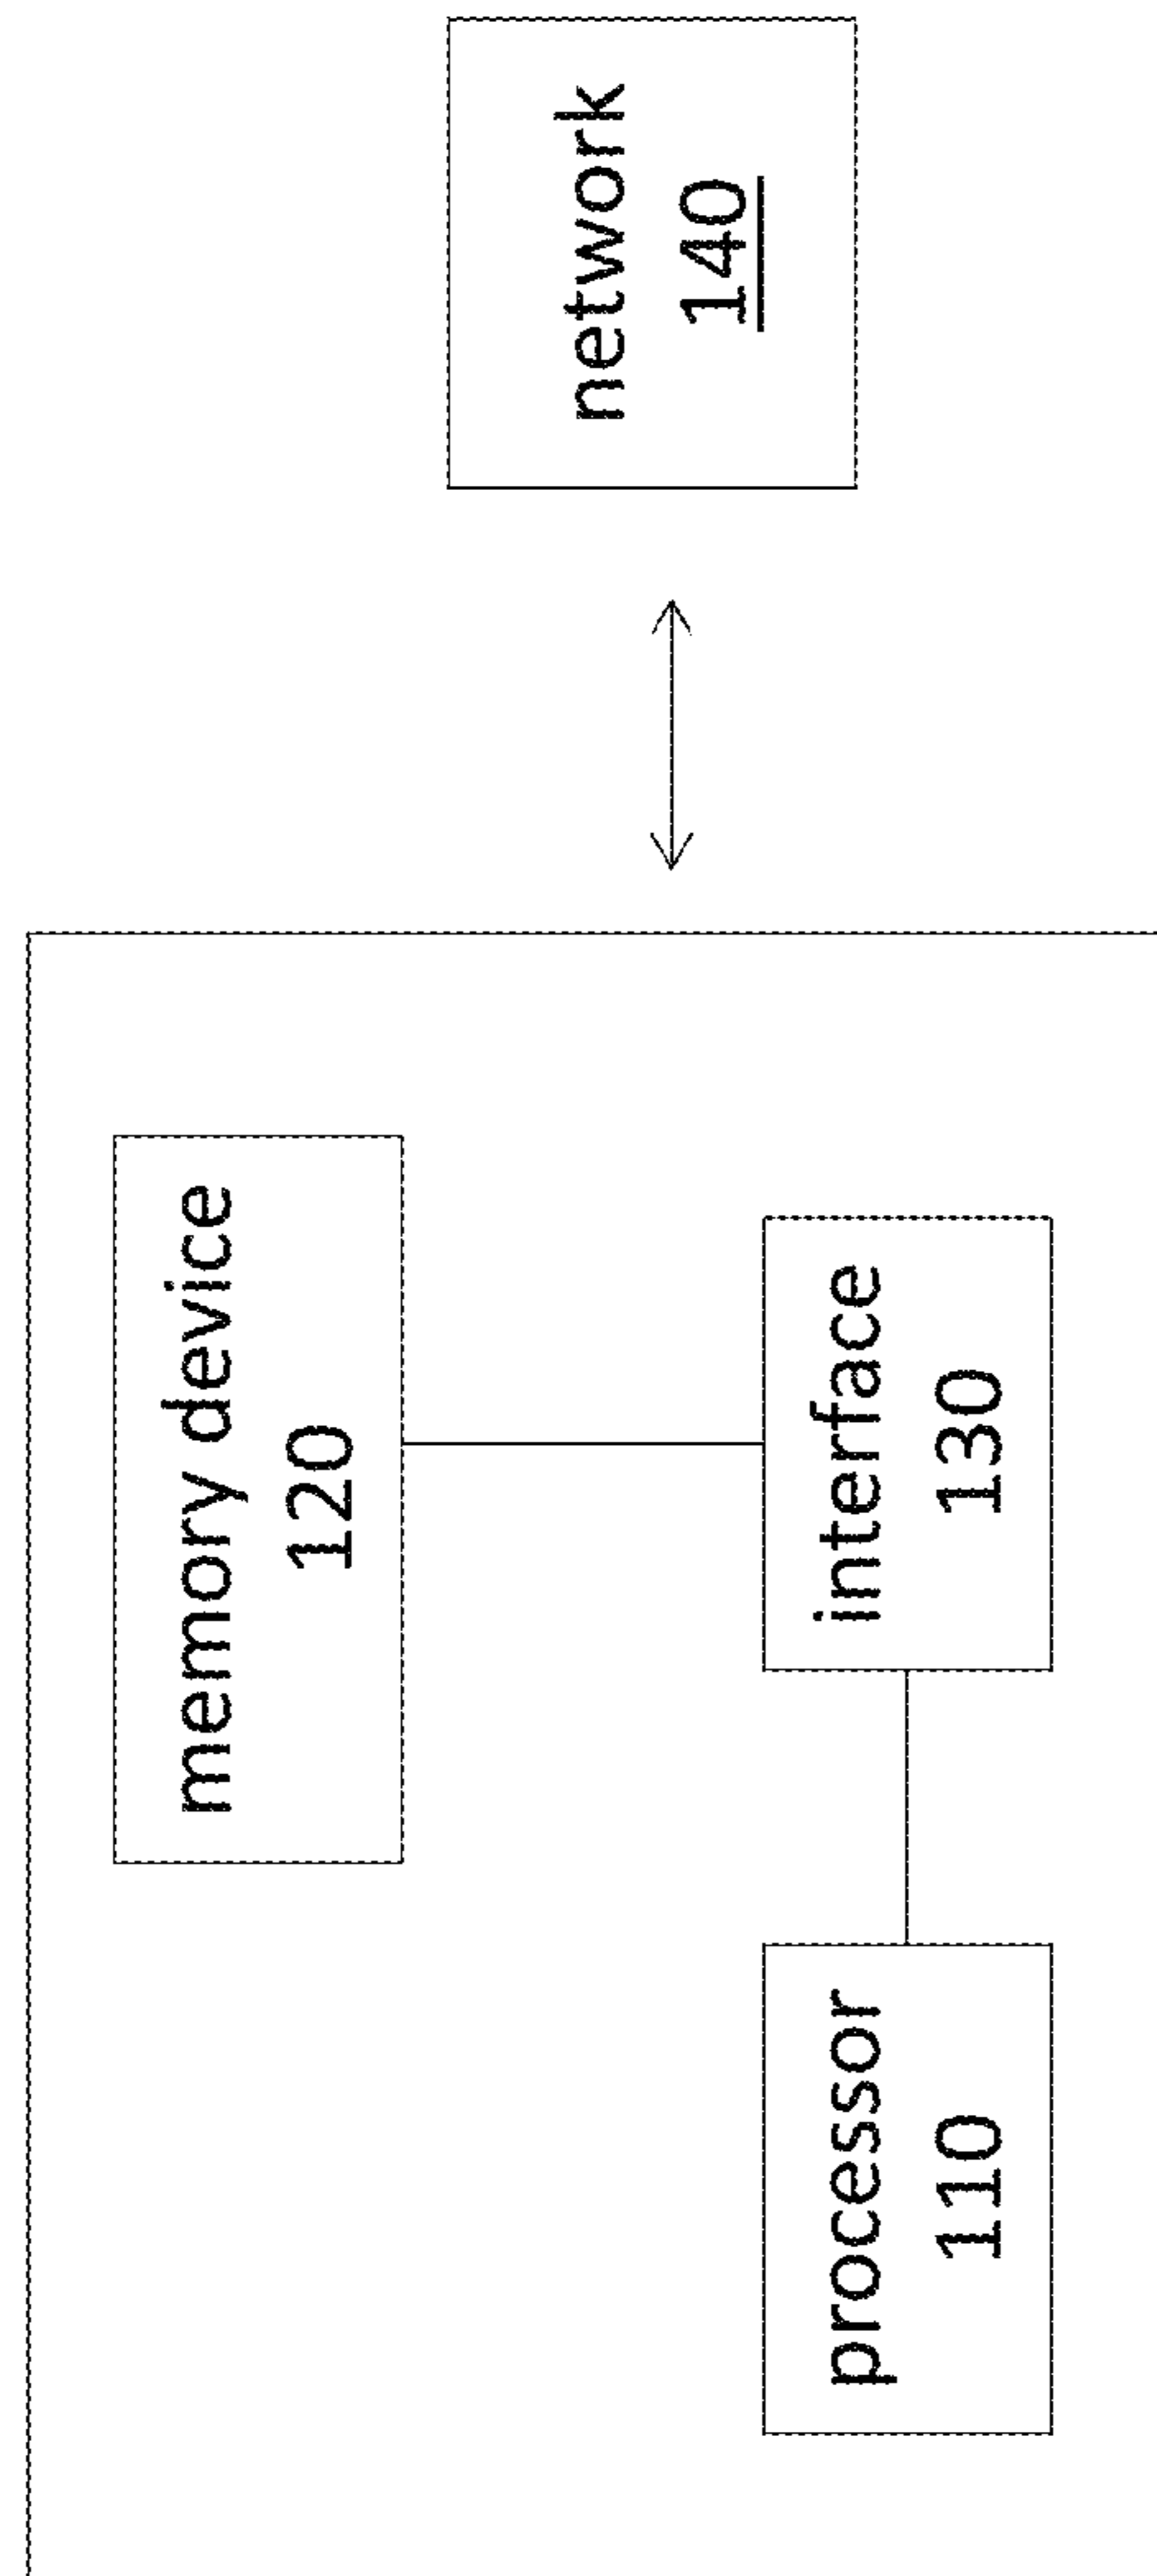 memory device
120
processor
110
interface
130
network
140